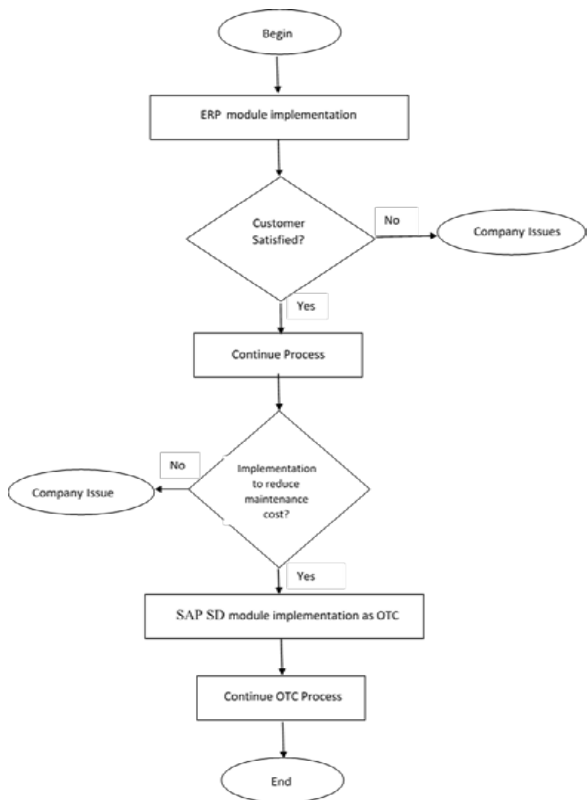 Begin
ERP module implementation
Customer
Satisfied?
No
Company Issues
Yes
Continue Process
No
Implementation
to reduce
maintenance
cost?
Company Issue
Yes
SAP SD module implementation as OTC
Continue OTC Process
End